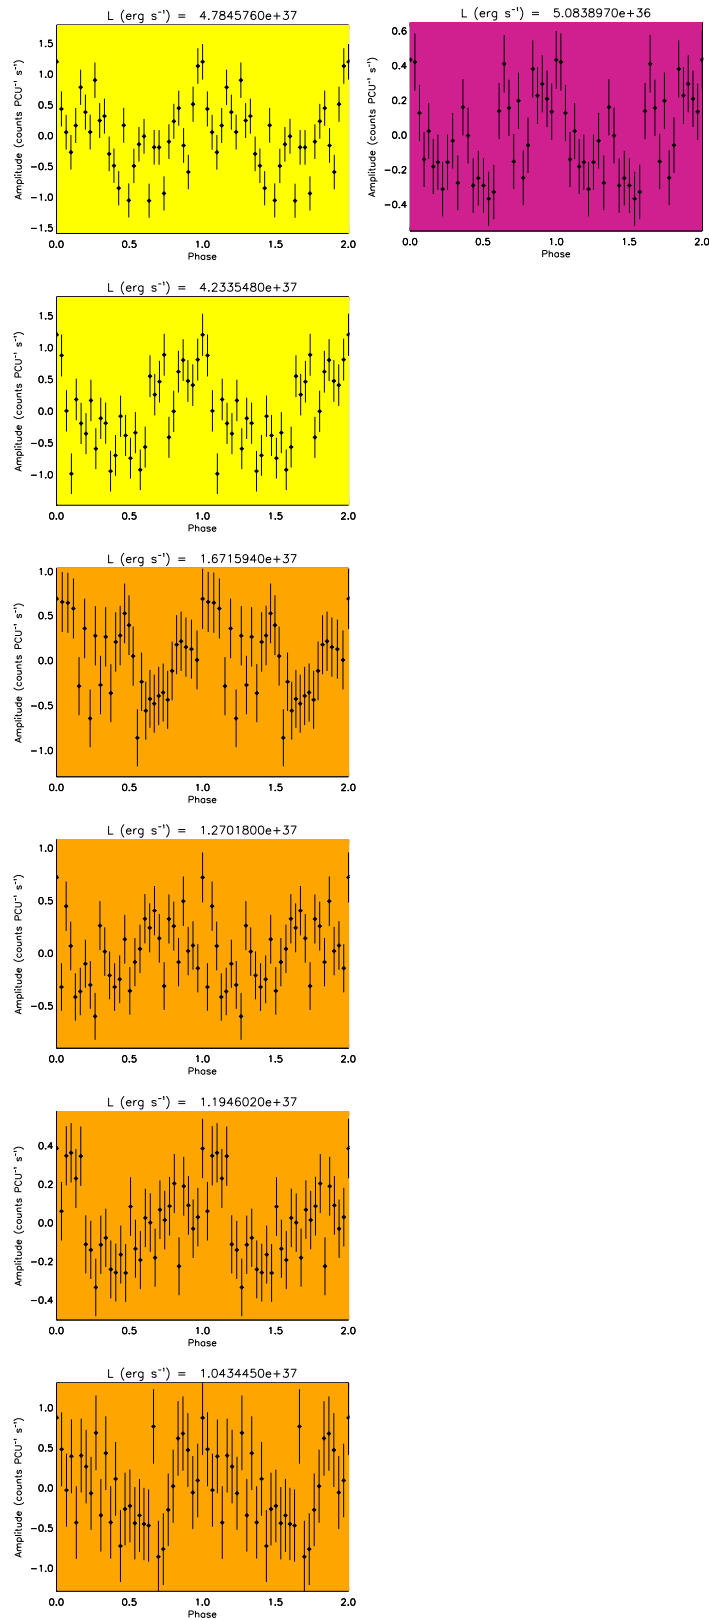 L (erg s⁻¹) = 4.7845760e+37
Amplitude (counts PCU⁻¹ s⁻¹)
1.5
1.0
0.5
0.0
−0.5
−1.0
−1.5
0.0 0.5 1.0 1.5 2.0
Phase
L (erg s⁻¹) = 5.0838970e+36
Amplitude (counts PCU⁻¹ s⁻¹)
0.6
0.4
0.2
0.0
−0.2
−0.4
0.0 0.5 1.0 1.5 2.0
Phase
L (erg s⁻¹) = 4.2335480e+37
Amplitude (counts PCU⁻¹ s⁻¹)
1.5
1.0
0.5
0.0
−0.5
−1.0
0.0 0.5 1.0 1.5 2.0
Phase
L (erg s⁻¹) = 1.6715940e+37
Amplitude (counts PCU⁻¹ s⁻¹)
1.0
0.5
0.0
−0.5
−1.0
0.0 0.5 1.0 1.5 2.0
Phase
L (erg s⁻¹) = 1.2701800e+37
Amplitude (counts PCU⁻¹ s⁻¹)
1.0
0.5
0.0
−0.5
0.0 0.5 1.0 1.5 2.0
Phase
L (erg s⁻¹) = 1.1946020e+37
Amplitude (counts PCU⁻¹ s⁻¹)
0.4
0.2
0.0
−0.2
−0.4
0.0 0.5 1.0 1.5 2.0
Phase
L (erg s⁻¹) = 1.0434450e+37
Amplitude (counts PCU⁻¹ s⁻¹)
1.0
0.5
0.0
−0.5
−1.0
0.0 0.5 1.0 1.5 2.0
Phase